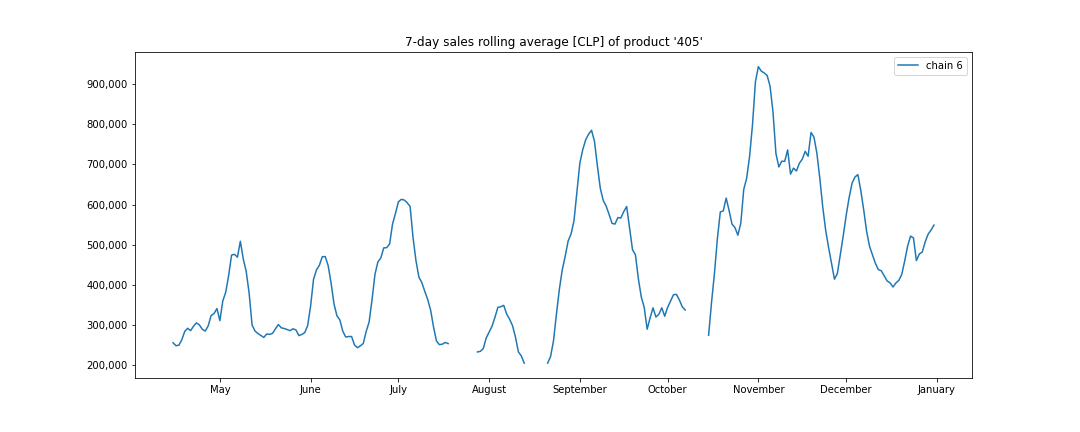 7-day sales rolling average [CLP] of product '405'
chain 6
900,000
800,000
700,000
600,000
500,000
400,000
300,000
200,000
May June July August September October November December January